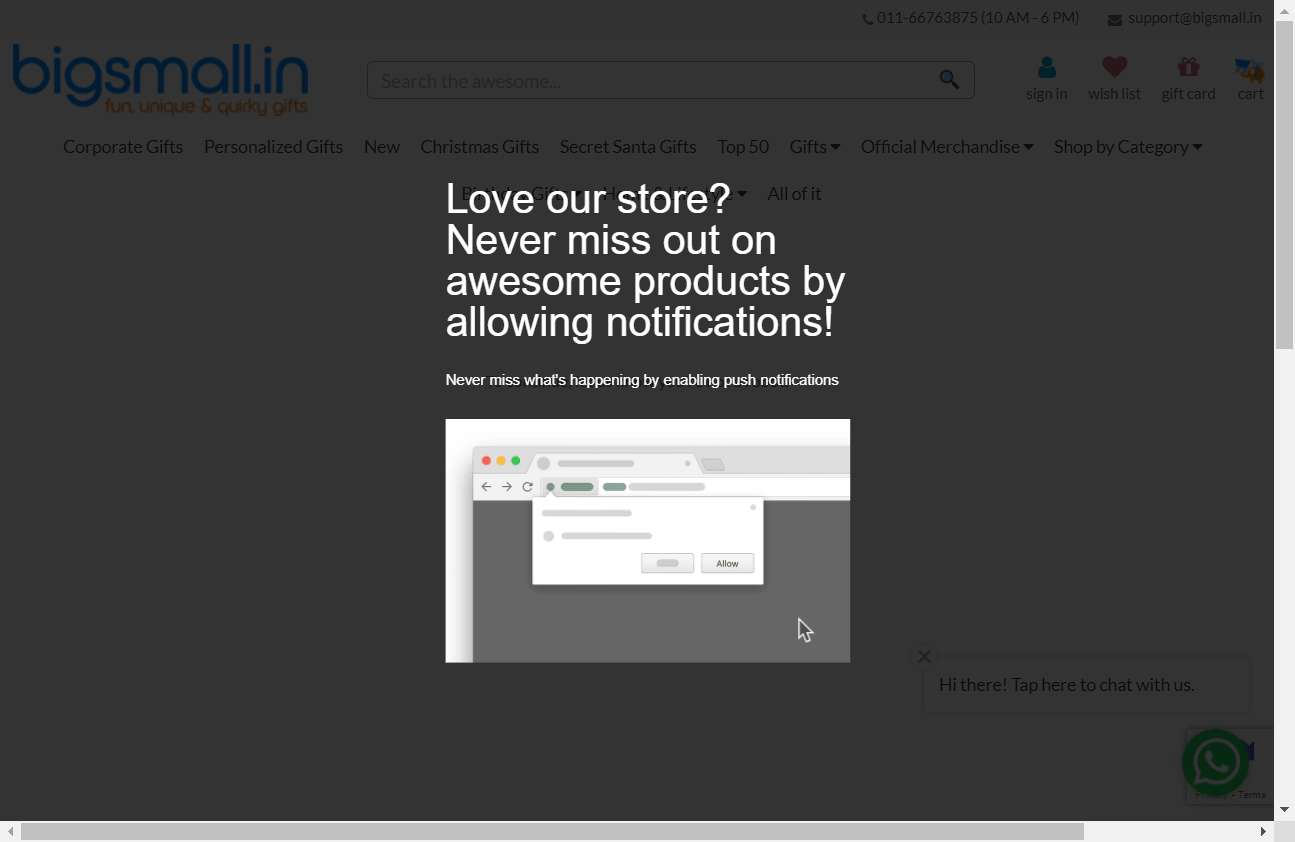 011-66763875 (10 AM - 6 PM) support@bigsmall.in
bigsmall.in
fun, unique & quirky gifts
Search the awesome...
sign in wish list gift card cart
Corporate Gifts Personalized Gifts New Christmas Gifts Secret Santa Gifts Top 50 Gifts Official Merchandise Shop by Category
Birthday Gifts Home & Lifestyle All of it
Love our store?
Never miss out on
awesome products by
allowing notifications!
Never miss what's happening by enabling push notifications
Allow
Hi there! Tap here to chat with us.
Privacy - Terms